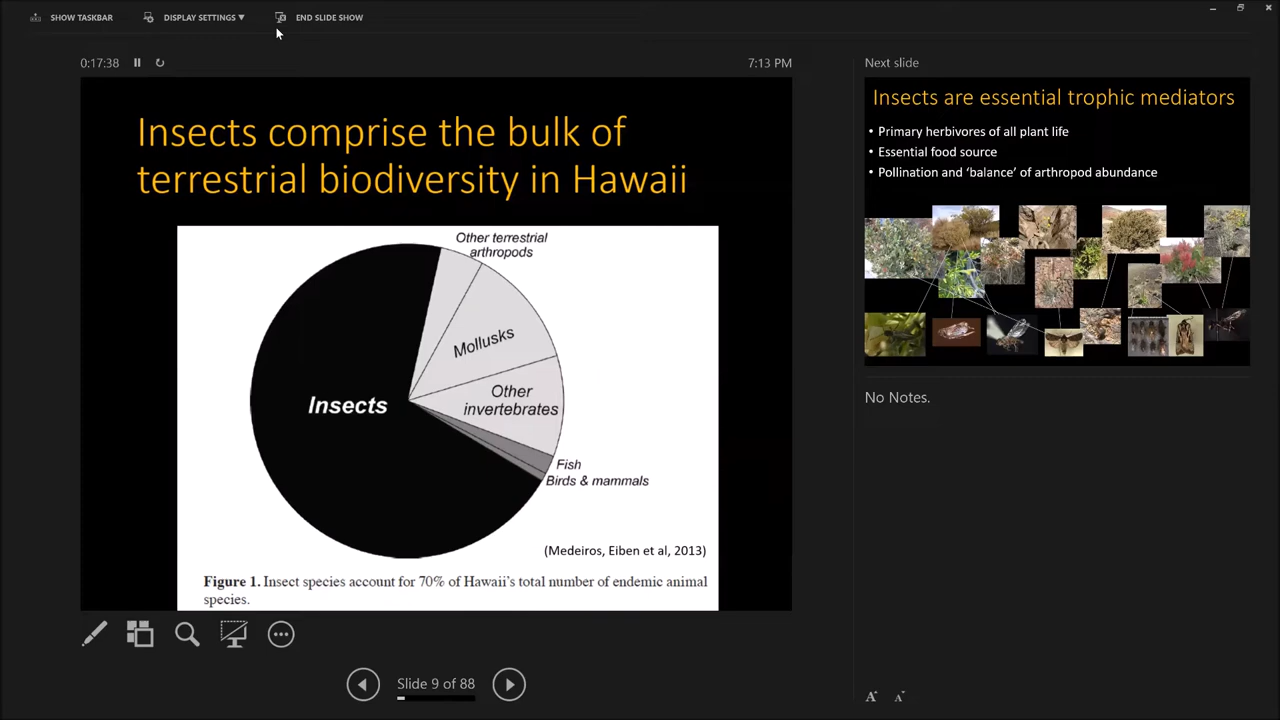 SHOW TASKBAR
DISPLAY SETTINGS ▼
END SLIDE SHOW
0:17:38
7:13 PM
Insects comprise the bulk of
terrestrial biodiversity in Hawaii
Other terrestrial
arthropods
Mollusks
Other
invertebrates
Insects
Fish
Birds & mammals
(Medeiros, Eiben et al, 2013)
Figure 1. Insect species account for 70% of Hawaii's total number of endemic animal
species.
Slide 9 of 88
Next slide
Insects are essential trophic mediators
• Primary herbivores of all plant life
• Essential food source
• Pollination and ‘balance’ of arthropod abundance
No Notes.
A A